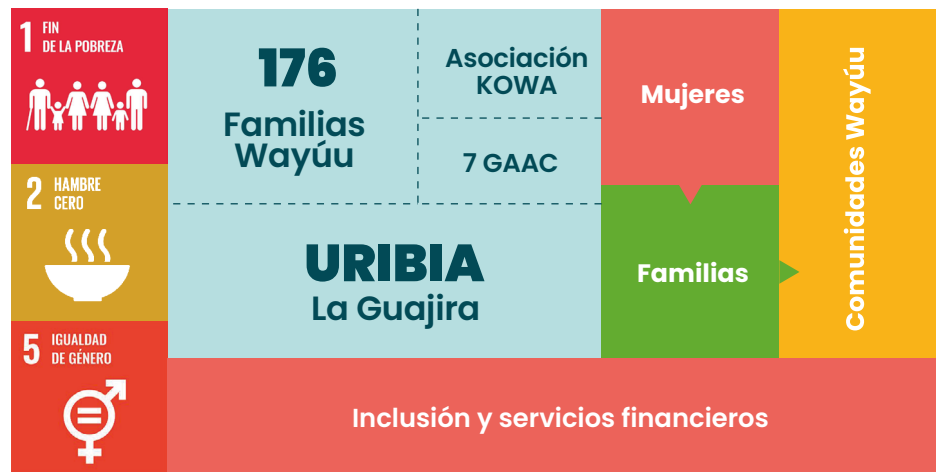 1 FIN
DE LA POBREZA
2 HAMBRE
CERO
5 IGUALDAD
DE GÉNERO
176
Familias
Wayúu
Asociación
KOWA
7 GAAC
URIBIA
La Guajira
Mujeres
Familias
Comunidades Wayúu
Inclusión y servicios financieros